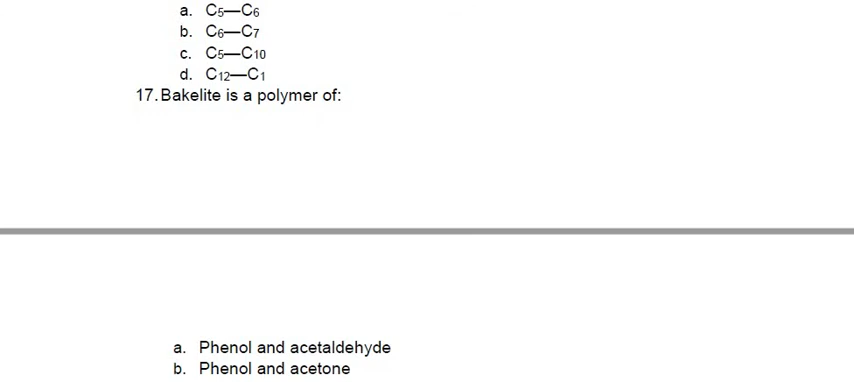 a. C5—C6
b. C6—C7
c. C5—C10
d. C12—C1
17. Bakelite is a polymer of:
a. Phenol and acetaldehyde
b. Phenol and acetone